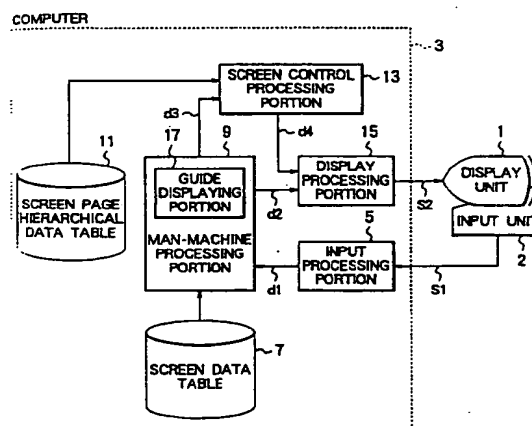 COMPUTER
3
SCREEN CONTROL
PROCESSING
PORTION
13
d3
d4
11
17
9
15
1
GUIDE
DISPLAYING
PORTION
DISPLAY
PROCESSING
PORTION
DISPLAY
UNIT
d2
S2
SCREEN PAGE
HIERARCHICAL
DATA TABLE
MAN-MACHINE
PROCESSING
PORTION
5
INPUT
PROCESSING
PORTION
INPUT UNIT
2
d1
S1
SCREEN DATA
TABLE
7